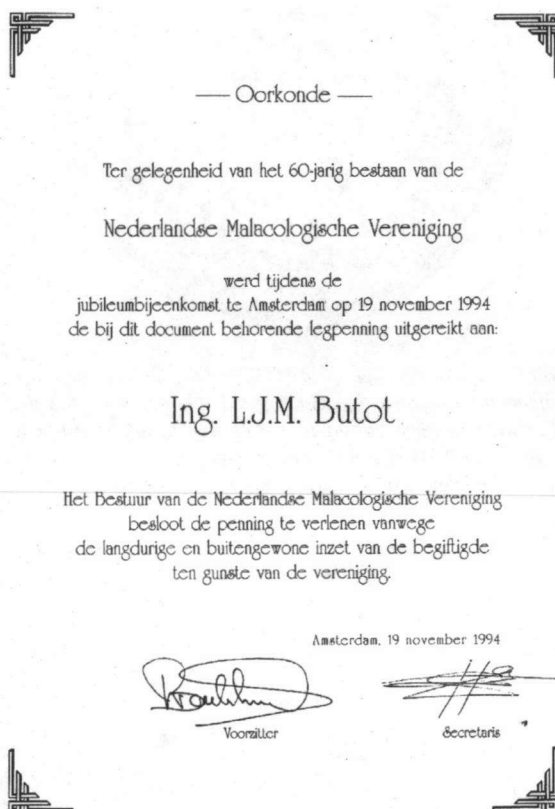 — Oorkonde —
Ter gelegenheid van het 60-jarig bestaan van de
Nederlandse Malacologische Vereniging
werd tijdens de
jubileumbijeenkomst te Amsterdam op 19 november 1994
de bij dit document behorende legpenning uitgereikt aan:
Ing. L.J.M. Butot
Het Bestuur van de Nederlandse Malacologische Vereniging
besloot de penning te verlenen vanwege
de langdurige en buitengewone inzet van de begiftigde
ten gunste van de vereniging.
Amsterdam, 19 november 1994
Voorzitter
Secretaris